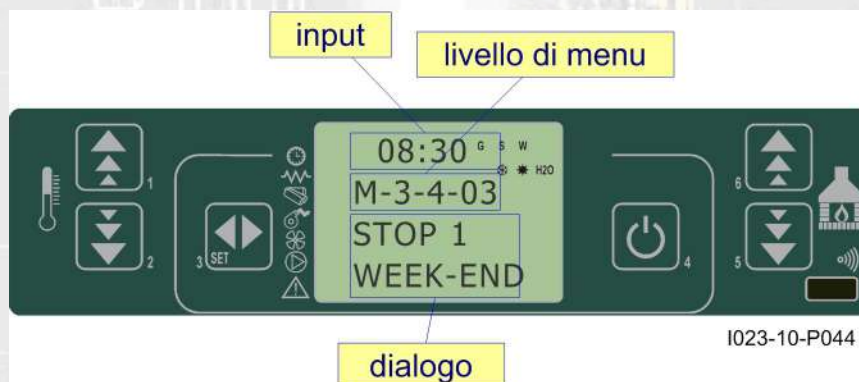 input
livello di menu
08:30 G S W
H2O
M-3-4-03
STOP 1
WEEK-END
1
2
3 SET
4
6
5
I023-10-P044
dialogo